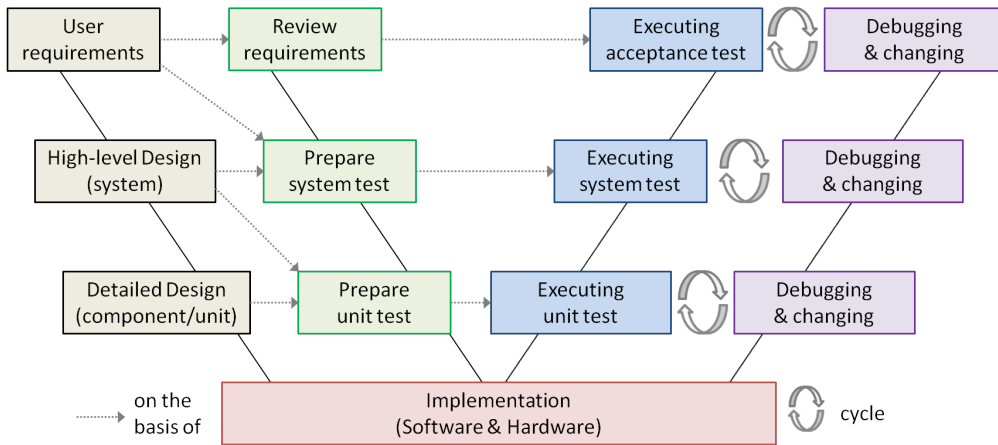 User
requirements
Review
requirements
Executing
acceptance test
Debugging
& changing
High-level Design
(system)
Prepare
system test
Executing
system test
Debugging
& changing
Detailed Design
(component/unit)
Prepare
unit test
Executing
unit test
Debugging
& changing
Implementation
(Software & Hardware)
on the
basis of
cycle